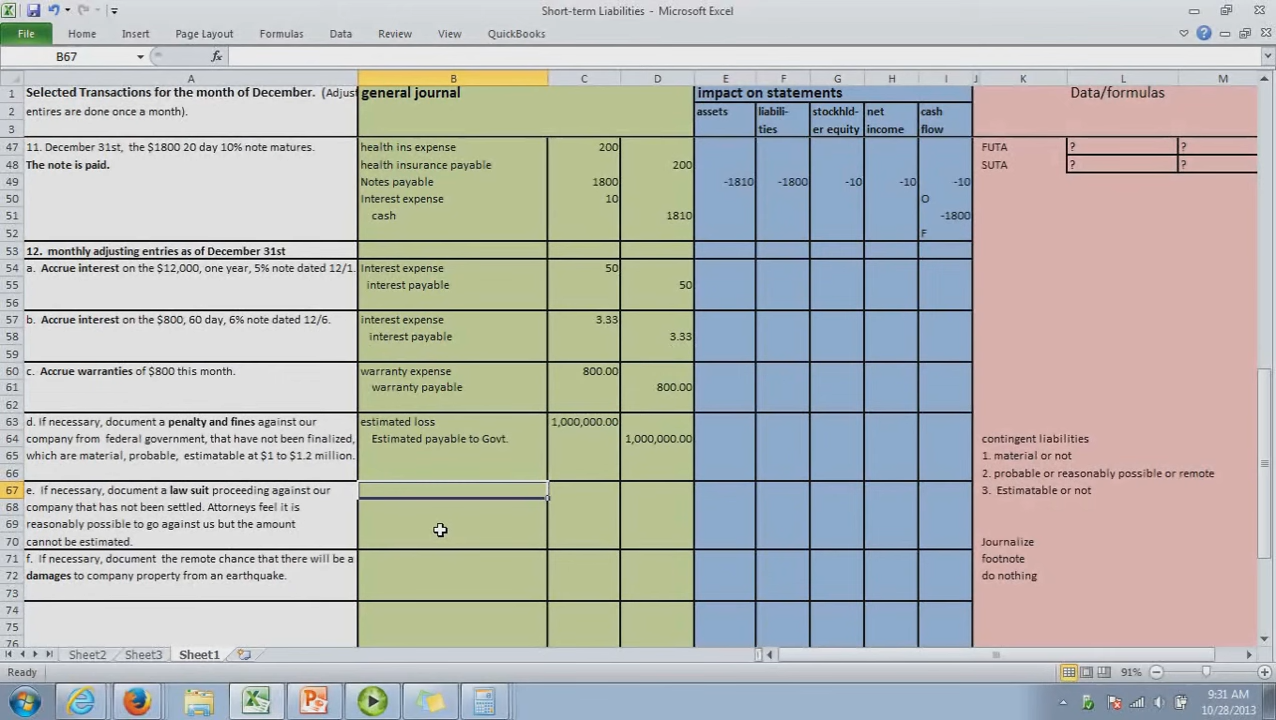 Short-term Liabilities - Microsoft Excel
File Home Insert Page Layout Formulas Data Review View QuickBooks
B67 fx
A B C D E F G H I J K L M
1 Selected Transactions for the month of December. (Adjust general journal impact on statements Data/formulas
2 entires are done once a month). assets liabili- stockhld- net cash
3 ties er equity income flow
47 11. December 31st, the $1800 20 day 10% note matures. health ins expense 200 FUTA ? ?
48 The note is paid. health insurance payable 200 SUTA ? ?
49 Notes payable 1800 -1810 -1800 -10 -10 -10
50 Interest expense 10 O
51 cash 1810 -1800
52 F
53 12. monthly adjusting entries as of December 31st
54 a. Accrue interest on the $12,000, one year, 5% note dated 12/1. Interest expense 50
55 interest payable 50
56
57 b. Accrue interest on the $800, 60 day, 6% note dated 12/6. interest expense 3.33
58 interest payable 3.33
59
60 c. Accrue warranties of $800 this month. warranty expense 800.00
61 warranty payable 800.00
62
63 d. If necessary, document a penalty and fines against our estimated loss 1,000,000.00
64 company from federal government, that have not been finalized, Estimated payable to Govt. 1,000,000.00 contingent liabilities
65 which are material, probable, estimatable at $1 to $1.2 million. 1. material or not
66 2. probable or reasonably possible or remote
67 e. If necessary, document a law suit proceeding against our 3. Estimatable or not
68 company that has not been settled. Attorneys feel it is
69 reasonably possible to go against us but the amount
70 cannot be estimated. Journalize
71 f. If necessary, document the remote chance that there will be a footnote
72 damages to company property from an earthquake. do nothing
73
74
75
76
Sheet2 Sheet3 Sheet1
Ready 91%
9:31 AM
10/28/2013